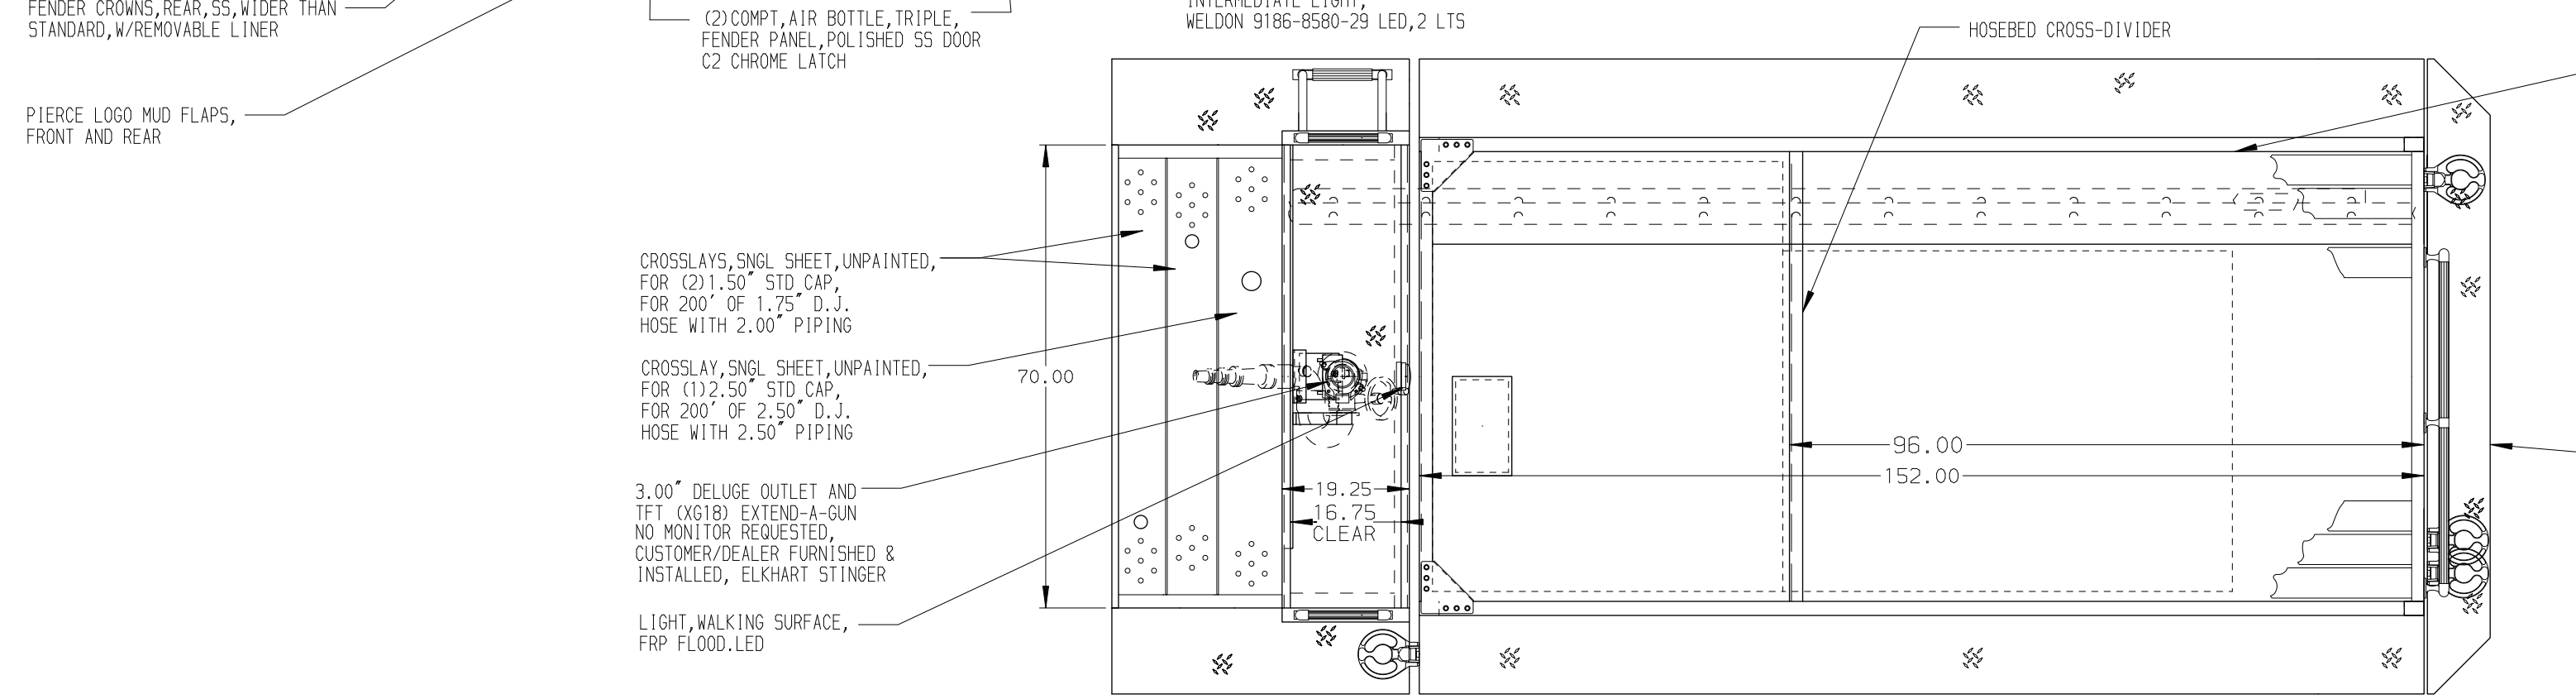 FENDER CROWNS,REAR,SS,WIDER THAN
STANDARD,W/REMOVABLE LINER
PIERCE LOGO MUD FLAPS,
FRONT AND REAR
(2)COMPT,AIR BOTTLE,TRIPLE,
FENDER PANEL,POLISHED SS DOOR
C2 CHROME LATCH
INTERMEDIATE LIGHT,
WELDON 9186-8580-29 LED,2 LTS
HOSEBED CROSS-DIVIDER
CROSSLAYS,SNGL SHEET,UNPAINTED,
FOR (2)1.50" STD CAP,
FOR 200' OF 1.75" D.J.
HOSE WITH 2.00" PIPING
CROSSLAY,SNGL SHEET,UNPAINTED,
FOR (1)2.50" STD CAP,
FOR 200' OF 2.50" D.J.
HOSE WITH 2.50" PIPING
3.00" DELUGE OUTLET AND
TFT (XG18) EXTEND-A-GUN
NO MONITOR REQUESTED,
CUSTOMER/DEALER FURNISHED &
INSTALLED, ELKHART STINGER
LIGHT,WALKING SURFACE,
FRP FLOOD.LED
70.00
19.25
16.75
CLEAR
96.00
152.00